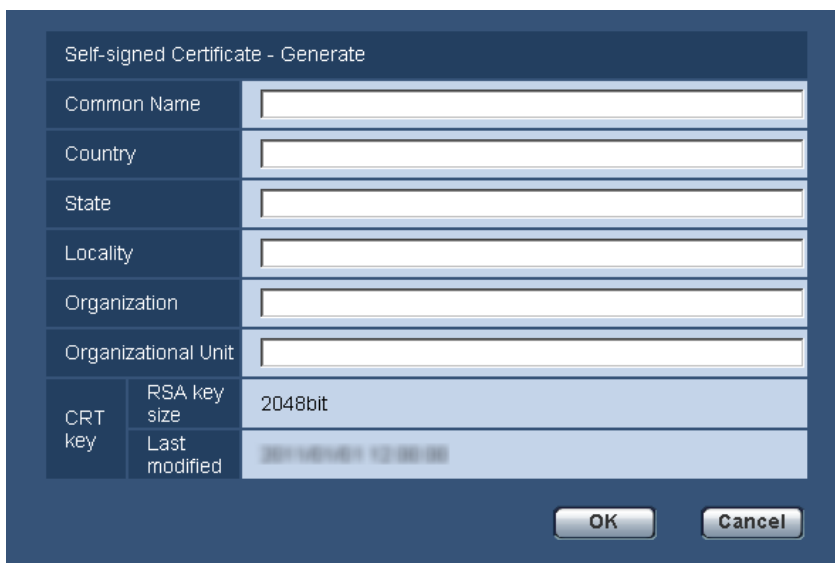 Self-signed Certificate - Generate
Common Name
Country
State
Locality
Organization
Organizational Unit
CRT key
RSA key size
2048bit
Last modified
OK
Cancel